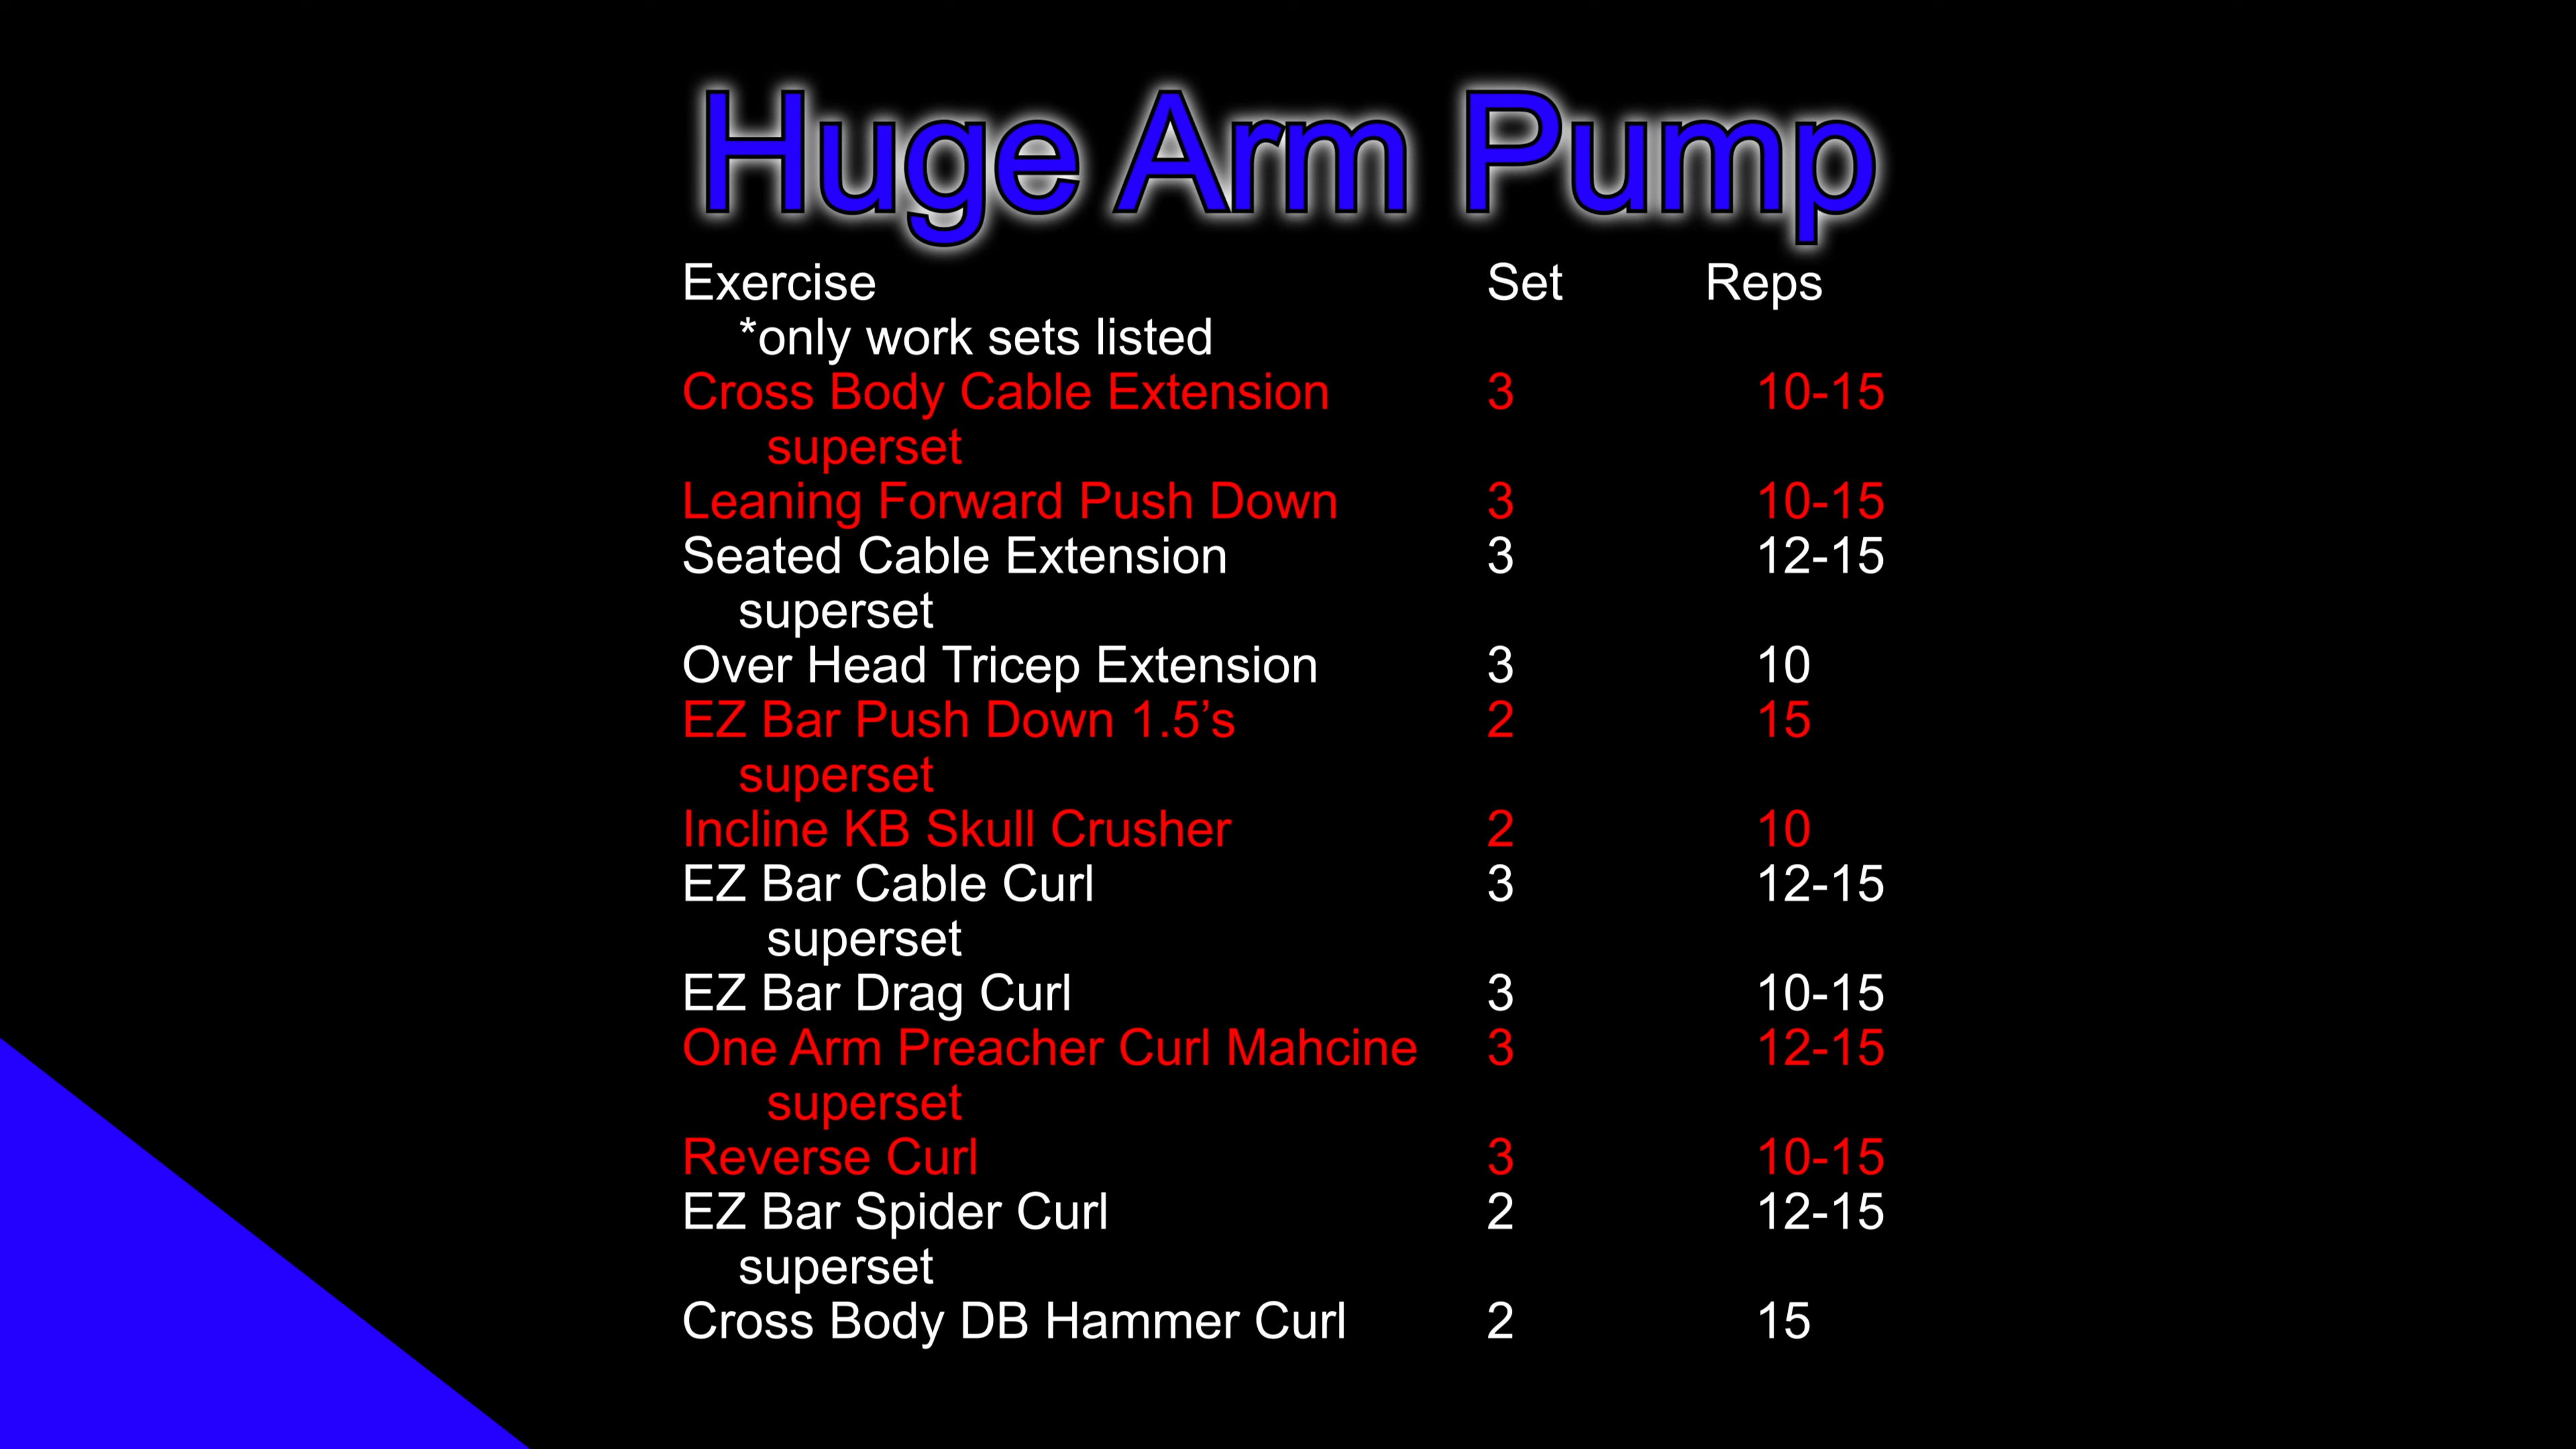 Huge Arm Pump
Exercise Set Reps
*only work sets listed
Cross Body Cable Extension 3 10-15
superset
Leaning Forward Push Down 3 10-15
Seated Cable Extension 3 12-15
superset
Over Head Tricep Extension 3 10
EZ Bar Push Down 1.5’s 2 15
superset
Incline KB Skull Crusher 2 10
EZ Bar Cable Curl 3 12-15
superset
EZ Bar Drag Curl 3 10-15
One Arm Preacher Curl Mahcine 3 12-15
superset
Reverse Curl 3 10-15
EZ Bar Spider Curl 2 12-15
superset
Cross Body DB Hammer Curl 2 15